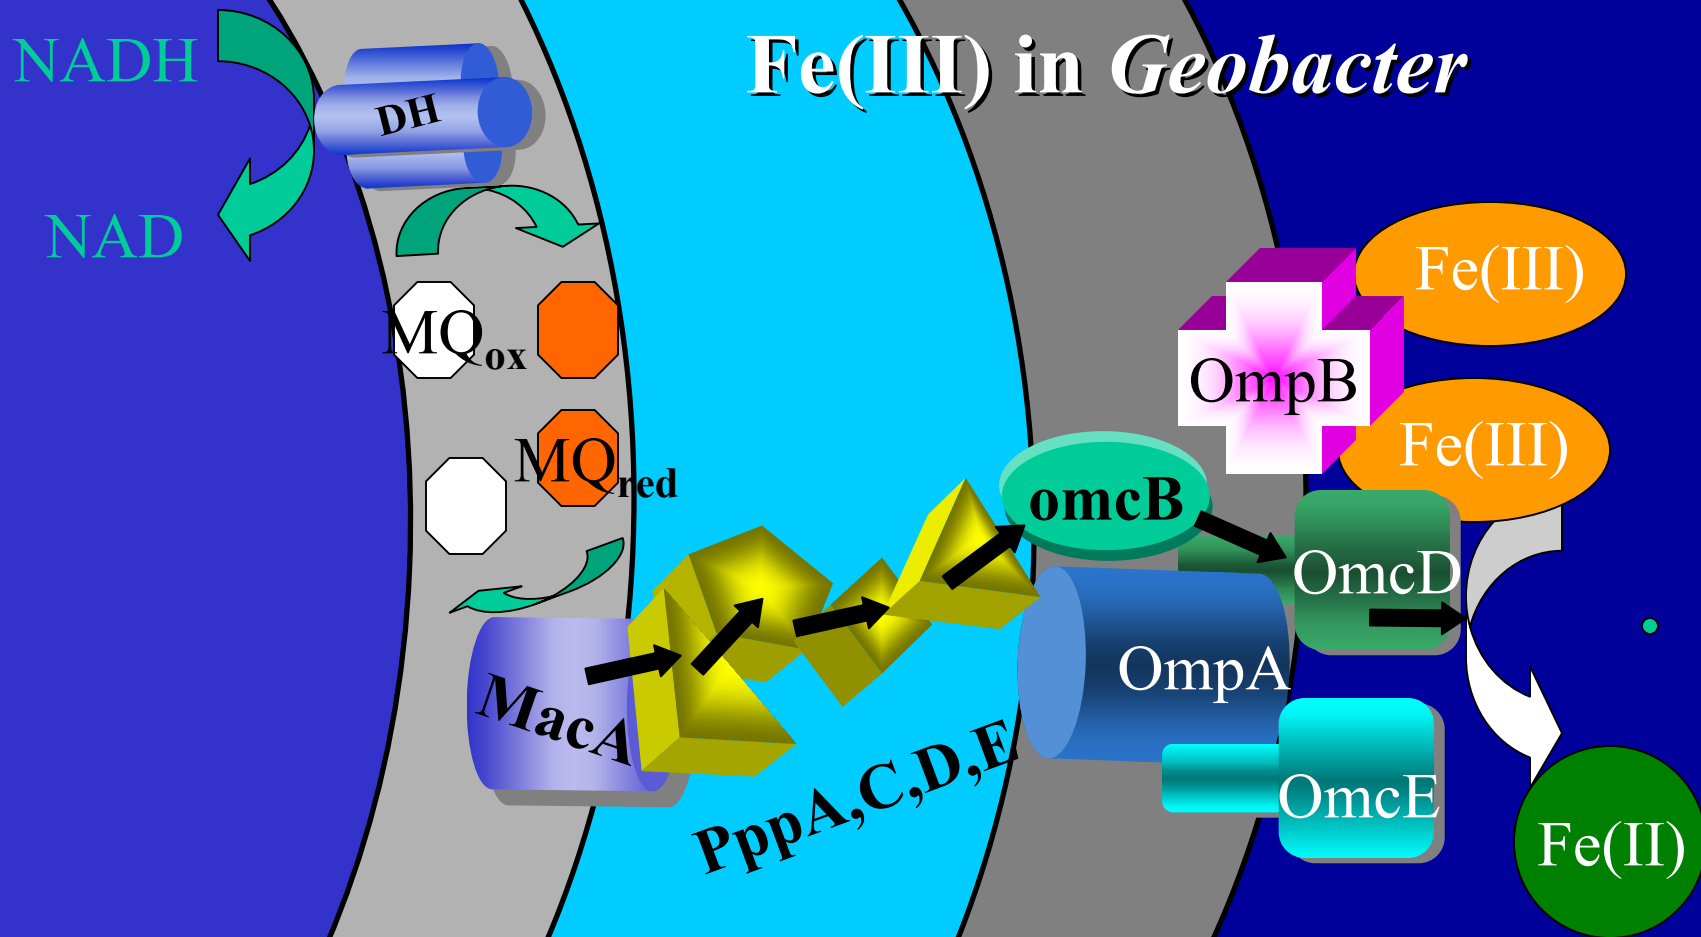 Fe(III) in Geobacter
NADH
DH
NAD
MQox
MQred
Fe(III)
OmpB
Fe(III)
omcB
OmcD
OmpA
MacA
PppA,C,D,E
OmcE
Fe(II)